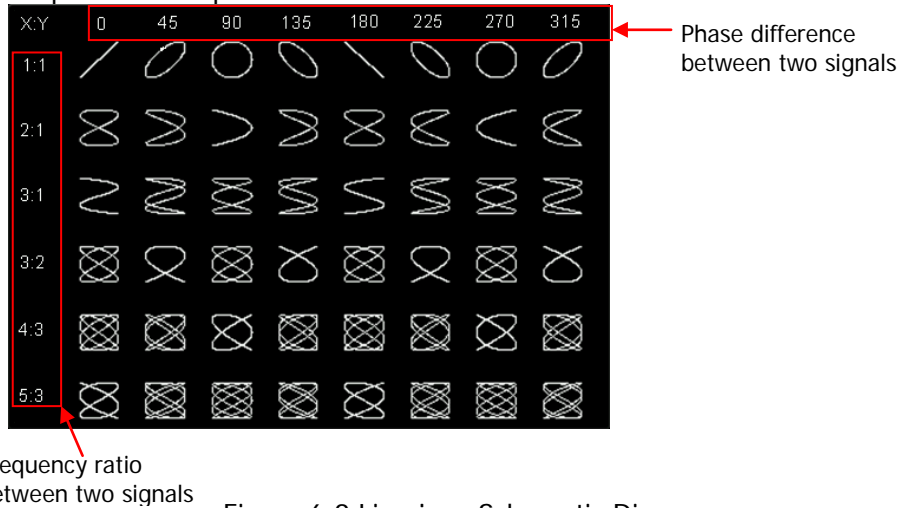 X:Y 0 45 90 135 180 225 270 315
Phase difference
between two signals
1:1
2:1
3:1
3:2
4:3
5:3
equency ratio
etween two signals